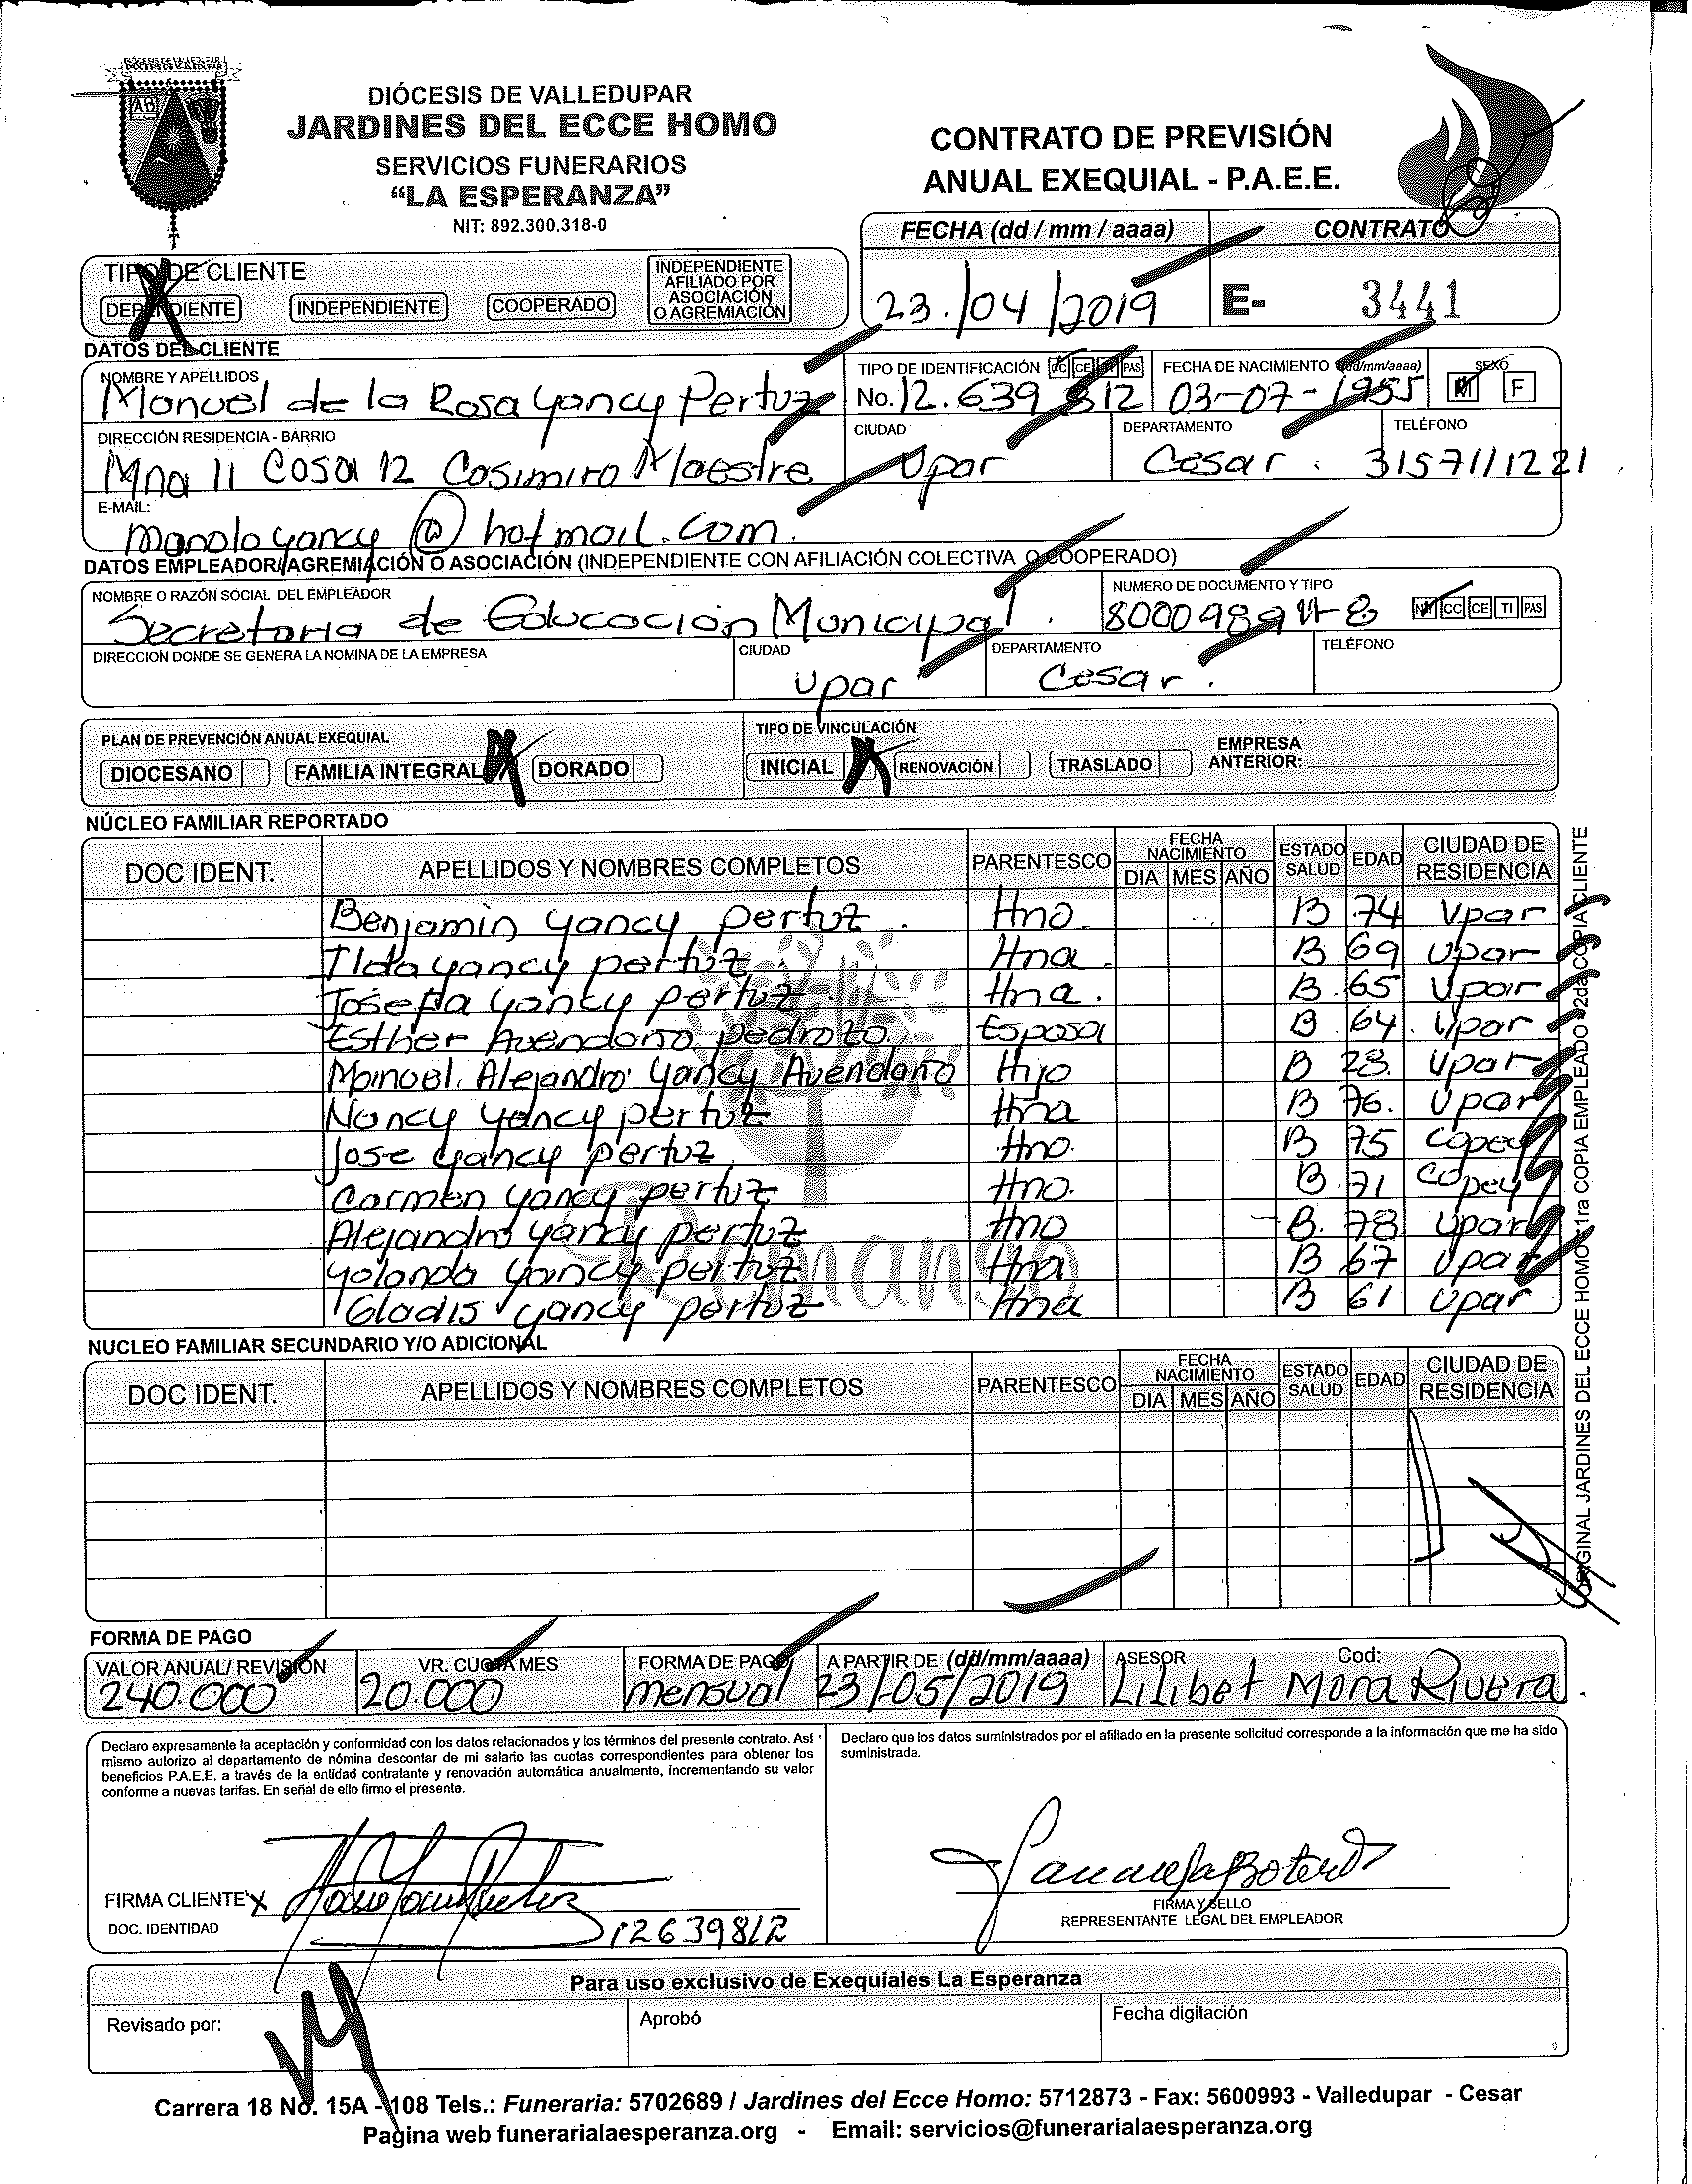 DIÓCESIS DE VALLEDUPAR
JARDINES DEL ECCE HOMO
SERVICIOS FUNERARIOS
"LA ESPERANZA"
NIT: 892.300.318-0
CONTRATO DE PREVISIÓN
ANUAL EXEQUIAL - P.A.E.E.
FECHA (dd / mm / aaaa) CONTRATO
23/04/2019 E- 3441
TIPO DE CLIENTE
DEPENDIENTE INDEPENDIENTE COOPERADO INDEPENDIENTE AFILIADO POR ASOCIACIÓN O AGREMIACIÓN
DATOS DEL CLIENTE
NOMBRE Y APELLIDOS TIPO DE IDENTIFICACIÓN CC CE TI PAS FECHA DE NACIMIENTO (dd/mm/aaaa) SEXO
Manuel de la Rosa Yancy Pertuz No. 12.639 812 03-07-1955 M F
DIRECCIÓN RESIDENCIA - BARRIO CIUDAD DEPARTAMENTO TELÉFONO
Mna 11 Casa 12 Casimiro Maestre Upar Cesar. 3157111221
E-MAIL:
manoloyancy @ hotmail.com.
DATOS EMPLEADOR/AGREMIACIÓN O ASOCIACIÓN (INDEPENDIENTE CON AFILIACIÓN COLECTIVA O COOPERADO)
NOMBRE O RAZÓN SOCIAL DEL EMPLEADOR NUMERO DE DOCUMENTO Y TIPO
Secretaria de Educacion Municipal. 800098911-8 NIT CC CE TI PAS
DIRECCION DONDE SE GENERA LA NOMINA DE LA EMPRESA CIUDAD DEPARTAMENTO TELÉFONO
Upar Cesar.
PLAN DE PREVENCIÓN ANUAL EXEQUIAL TIPO DE VINCULACIÓN
DIOCESANO FAMILIA INTEGRAL DORADO INICIAL RENOVACIÓN TRASLADO EMPRESA ANTERIOR:
NÚCLEO FAMILIAR REPORTADO
DOC IDENT. APELLIDOS Y NOMBRES COMPLETOS PARENTESCO FECHA NACIMIENTO DIA MES AÑO ESTADO SALUD EDAD CIUDAD DE RESIDENCIA
Benjamin Yancy pertuz Hno. B 74 Vpar
Ilda Yancy pertuz Hna. B 69 Upar
Josefa Yancy pertuz Hna. B. 65 Upar
Esther Avendaño pedrozo Esposa B. 64. Upar
Manuel Alejandro Yancy Avendaño Hijo B 28. Upar
Nancy Yancy pertuz Hna B 76. Upar
Jose Yancy pertuz Hno. B 75 Copey
Carmen Yancy pertuz Hno. B. 71 Copey
Alejandro Yancy pertuz Hno B. 78 Upar
Yolanda Yancy pertuz Hna B 67 Upar
Gladis Yancy pertuz Hna B 61 Upar
Remanso
NUCLEO FAMILIAR SECUNDARIO Y/O ADICIONAL
DOC IDENT. APELLIDOS Y NOMBRES COMPLETOS PARENTESCO FECHA NACIMIENTO DIA MES AÑO ESTADO SALUD EDAD CIUDAD DE RESIDENCIA
ORIGINAL JARDINES DEL ECCE HOMO 1ra COPIA EMPLEADO 2da COPIA CLIENTE
FORMA DE PAGO
VALOR ANUAL/ REVISIÓN VR. CUOTA MES FORMA DE PAGO A PARTIR DE (dd/mm/aaaa) ASESOR Cod:
240.000 20.000 mensual 23/05/2019 Lilibet Mora Rivera.
Declaro expresamente la aceptación y conformidad con los datos relacionados y los términos del presente contrato. Así
mismo autorizo al departamento de nómina descontar de mi salario las cuotas correspondientes para obtener los
beneficios P.A.E.E. a través de la entidad contratante y renovación automática anualmente, incrementando su valor
conforme a nuevas tarifas. En señal de ello firmo el presente.
Declaro que los datos suministrados por el afiliado en la presente solicitud corresponde a la información que me ha sido
suministrada.
FIRMA CLIENTE X
DOC. IDENTIDAD 12639812
FIRMA Y SELLO
REPRESENTANTE LEGAL DEL EMPLEADOR
Para uso exclusivo de Exequiales La Esperanza
Revisado por: Aprobó Fecha digitación
Carrera 18 No. 15A - 108 Tels.: Funeraria: 5702689 / Jardines del Ecce Homo: 5712873 - Fax: 5600993 - Valledupar - Cesar
Pagina web funerarialaesperanza.org - Email: servicios@funerarialaesperanza.org